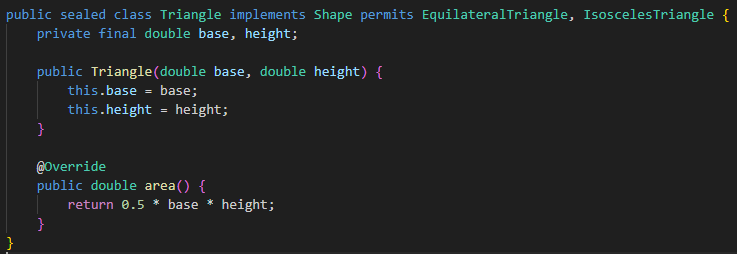 public sealed class Triangle implements Shape permits EquilateralTriangle, IsoscelesTriangle {
    private final double base, height;

    public Triangle(double base, double height) {
        this.base = base;
        this.height = height;
    }

    @Override
    public double area() {
        return 0.5 * base * height;
    }
}